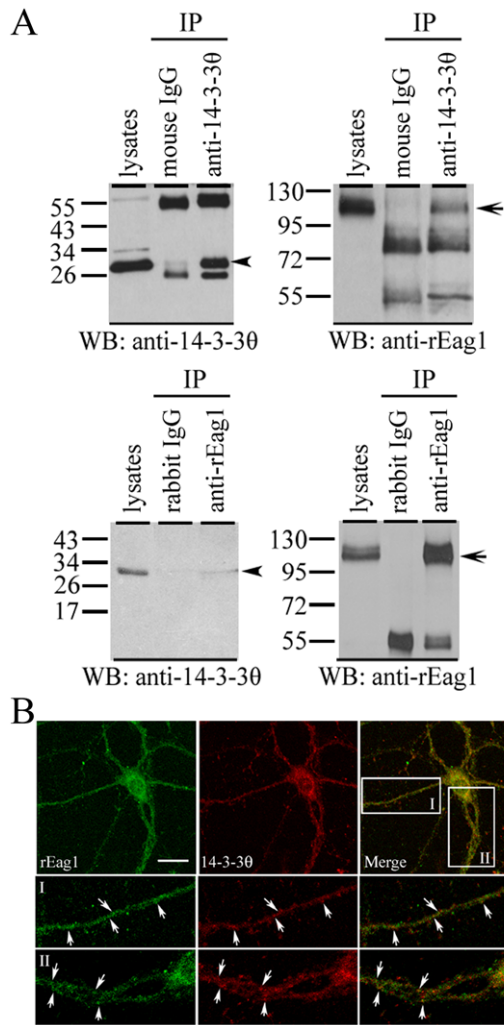 A
IP
IP
lysates
mouse IgG
anti-14-3-3θ
lysates
mouse IgG
anti-14-3-3θ
55
43
34
26
130
95
72
55
WB: anti-14-3-3θ
WB: anti-rEag1
IP
IP
lysates
rabbit IgG
anti-rEag1
lysates
rabbit IgG
anti-rEag1
43
34
26
17
130
95
72
55
WB: anti-14-3-3θ
WB: anti-rEag1
B
rEag1
14-3-3θ
Merge
I
II
I
II